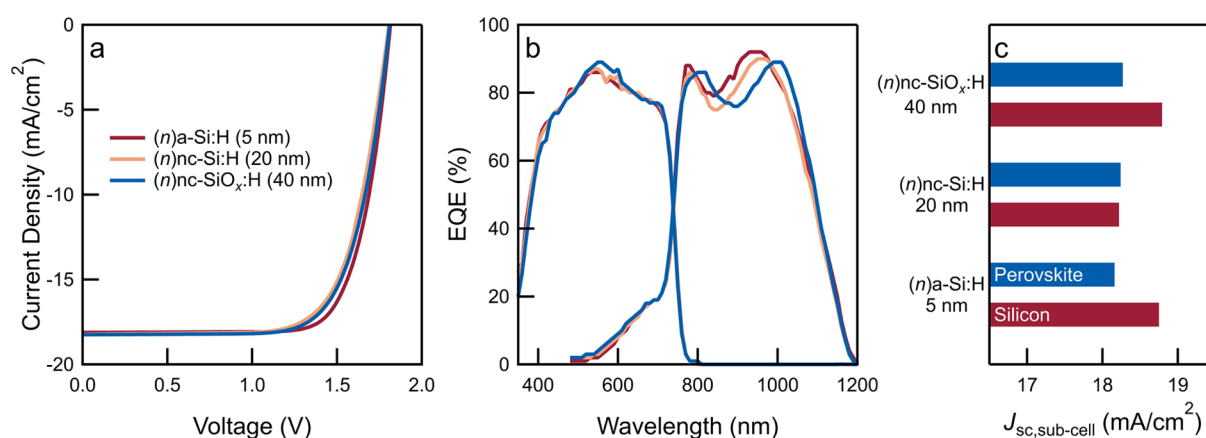 a
Current Density (mA/cm²)
0
-5
-10
-15
-20
(n)a-Si:H (5 nm)
(n)nc-Si:H (20 nm)
(n)nc-SiOₓ:H (40 nm)
0.0 0.5 1.0 1.5 2.0
Voltage (V)
b
EQE (%)
100
80
60
40
20
0
400 600 800 1000 1200
Wavelength (nm)
c
(n)nc-SiOₓ:H
40 nm
(n)nc-Si:H
20 nm
(n)a-Si:H
5 nm
Perovskite
Silicon
17 18 19
Jsc,sub-cell (mA/cm²)